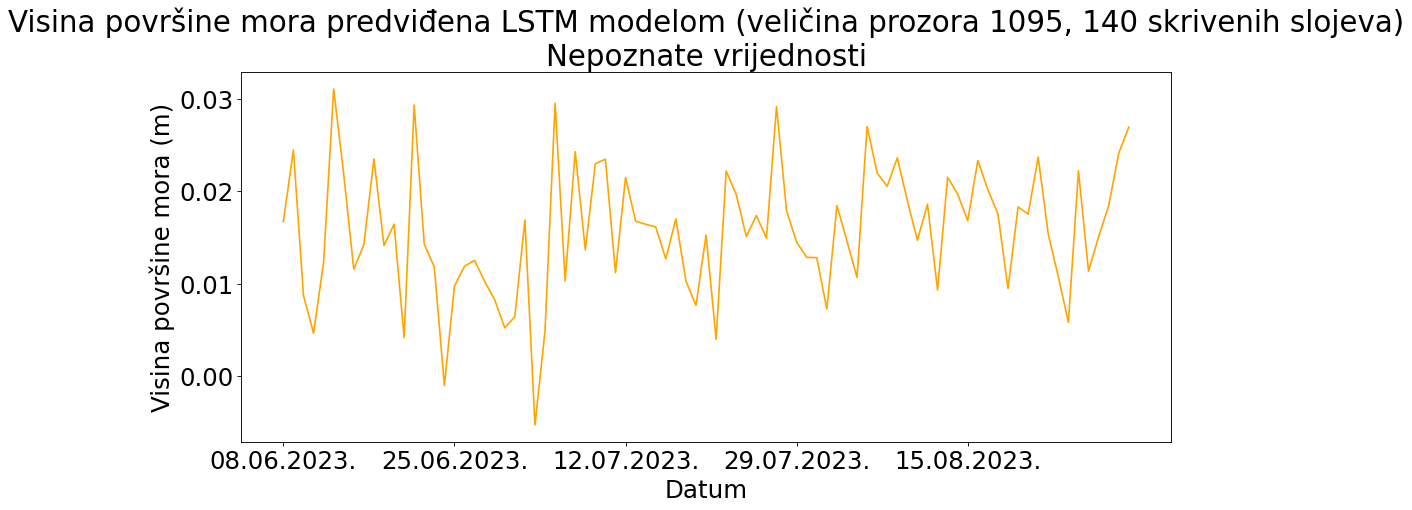 Visina površine mora predviđena LSTM modelom (veličina prozora 1095, 140 skrivenih slojeva)
Nepoznate vrijednosti
Visina površine mora (m)
0.03
0.02
0.01
0.00
08.06.2023. 25.06.2023. 12.07.2023. 29.07.2023. 15.08.2023.
Datum